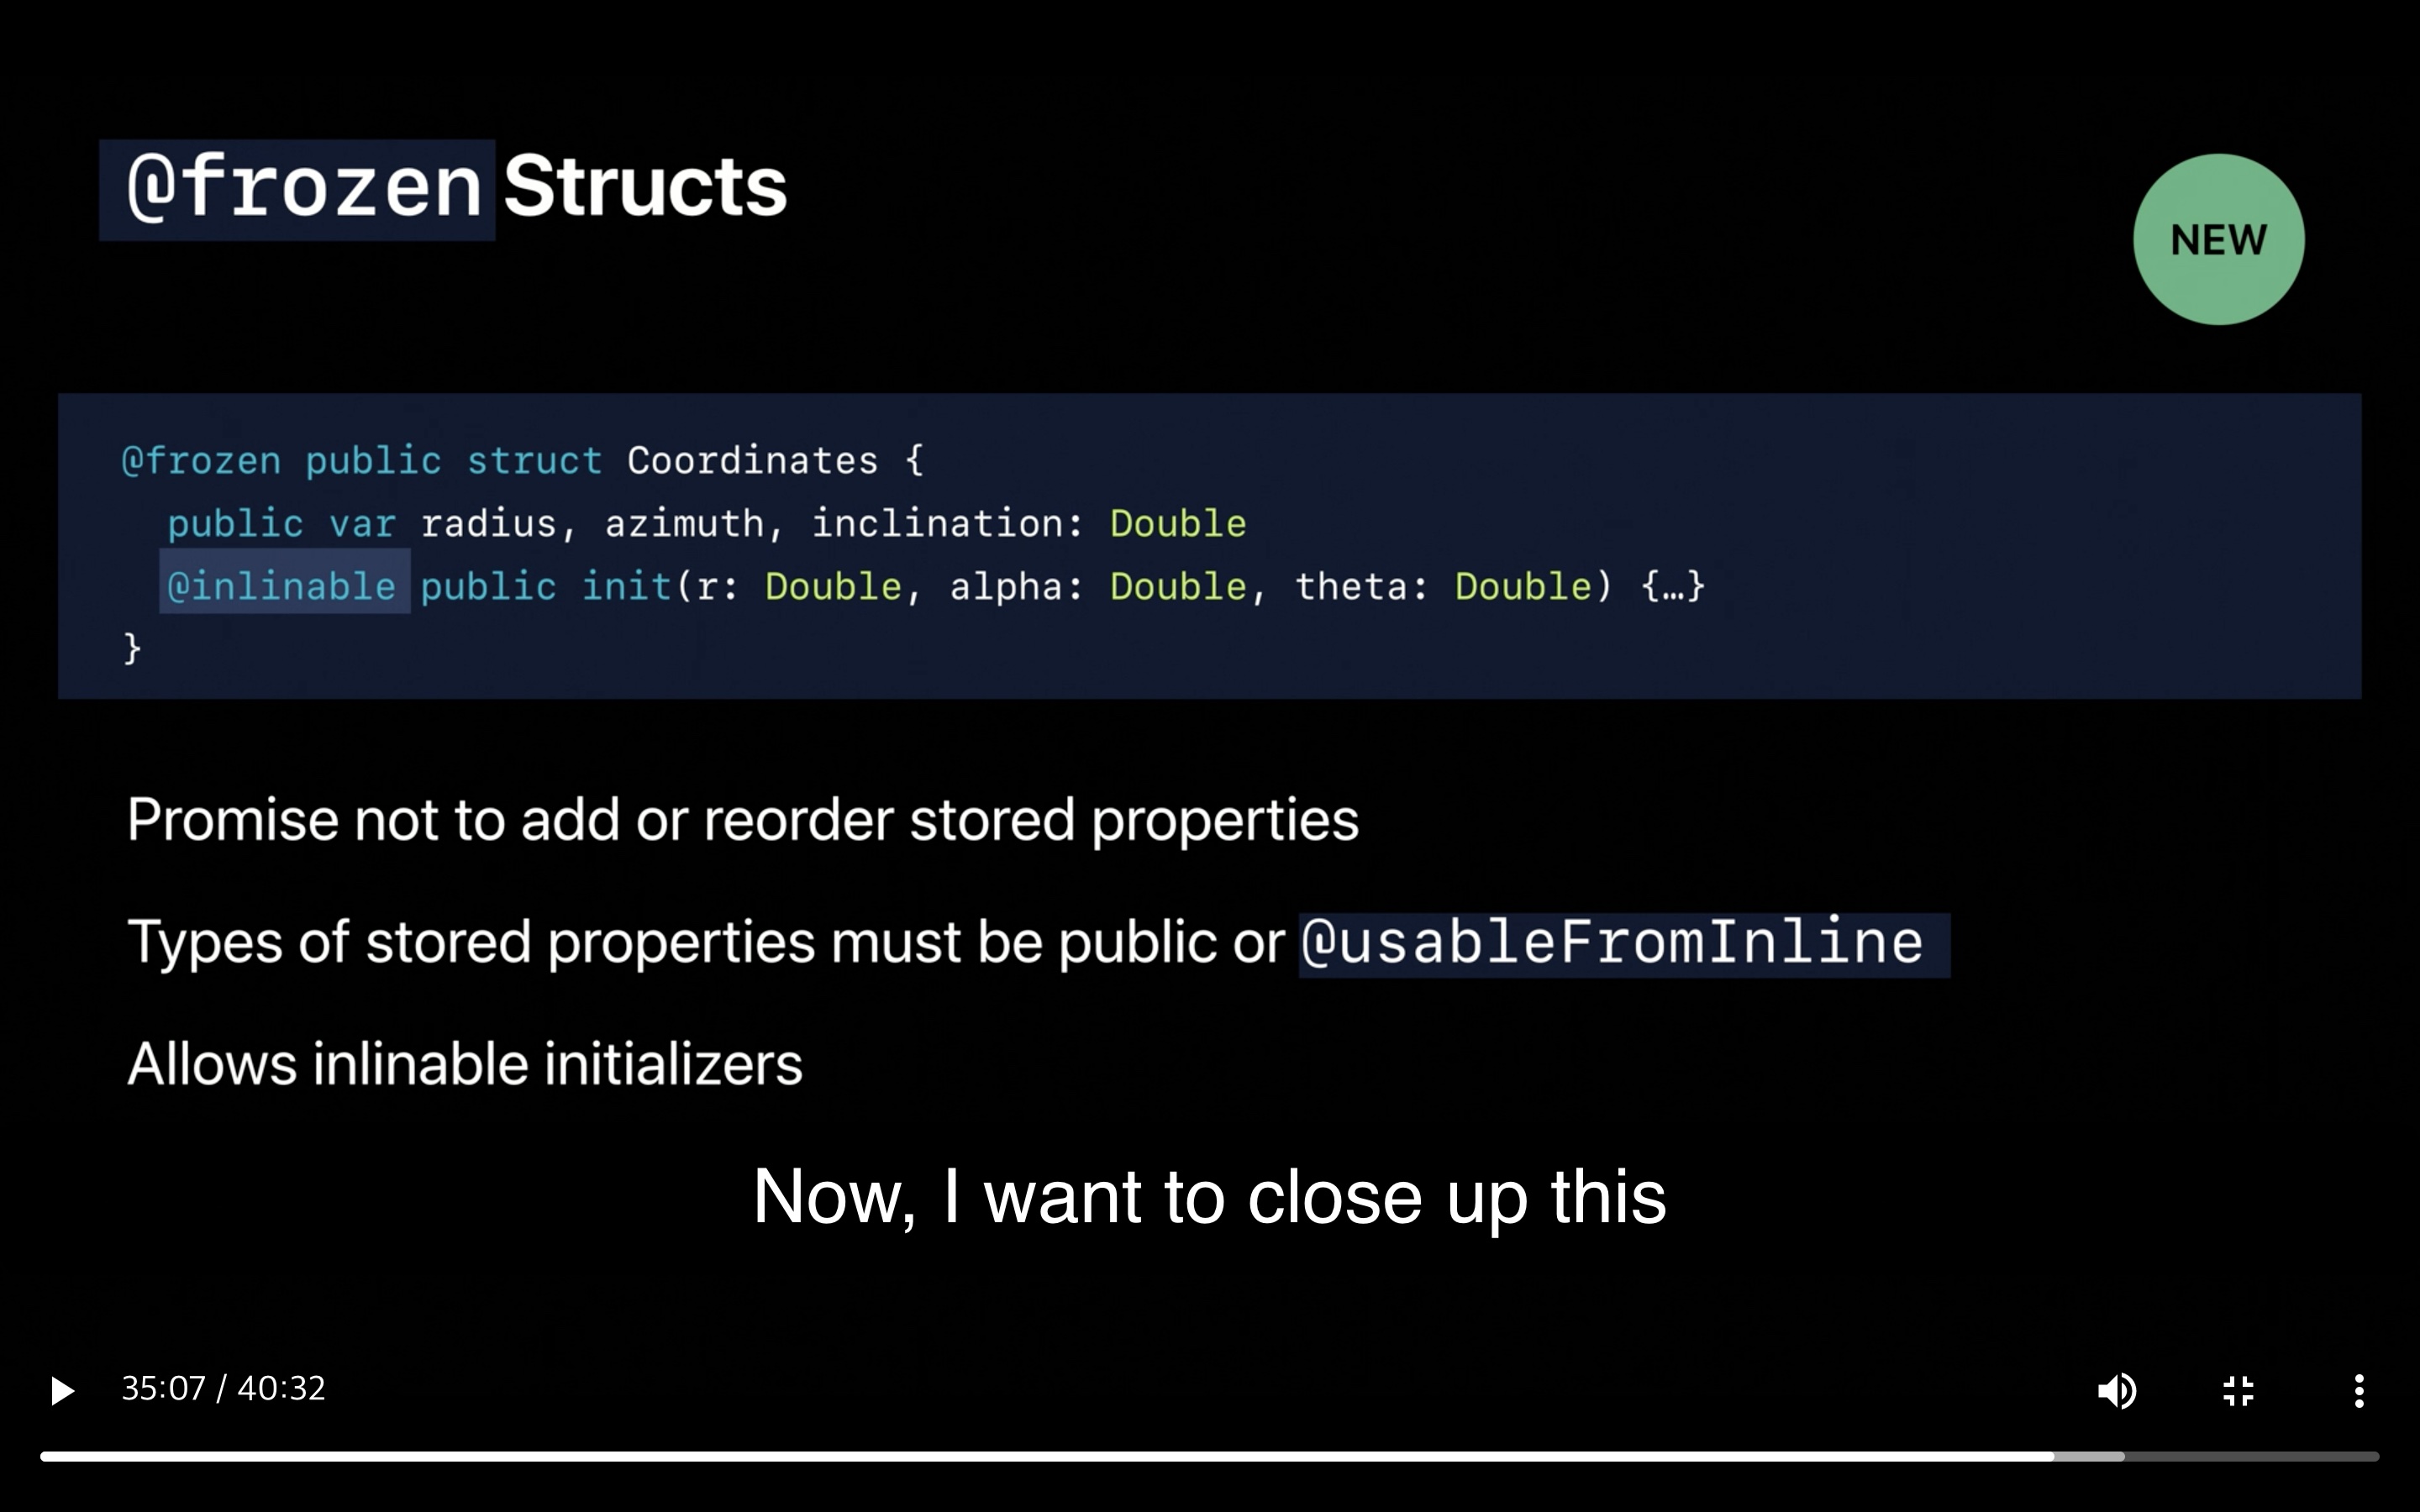 @frozen Structs
NEW
@frozen public struct Coordinates {
  public var radius, azimuth, inclination: Double
  @inlinable public init(r: Double, alpha: Double, theta: Double) {…}
}
Promise not to add or reorder stored properties
Types of stored properties must be public or @usableFromInline
Allows inlinable initializers
Now, I want to close up this
35:07 / 40:32